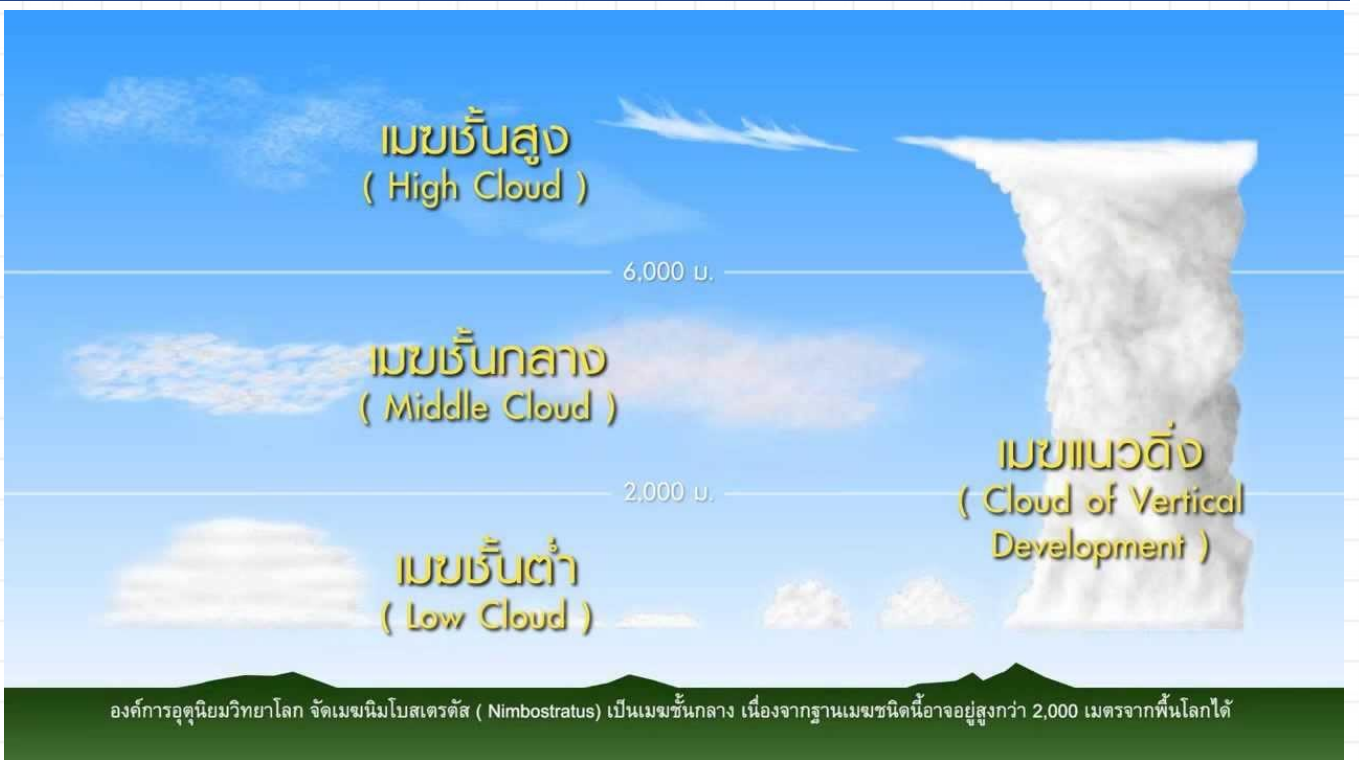 เมฆชั้นสูง
( High Cloud )
6,000 ม.
เมฆชั้นกลาง
( Middle Cloud )
2,000 ม.
เมฆแนวดิ่ง
( Cloud of Vertical
Development )
เมฆชั้นต่ำ
( Low Cloud )
องค์การอุตุนิยมวิทยาโลก จัดเมฆนิมโบสเตรตัส ( Nimbostratus) เป็นเมฆชั้นกลาง เนื่องจากฐานเมฆชนิดนี้อาจอยู่สูงกว่า 2,000 เมตรจากพื้นโลกได้